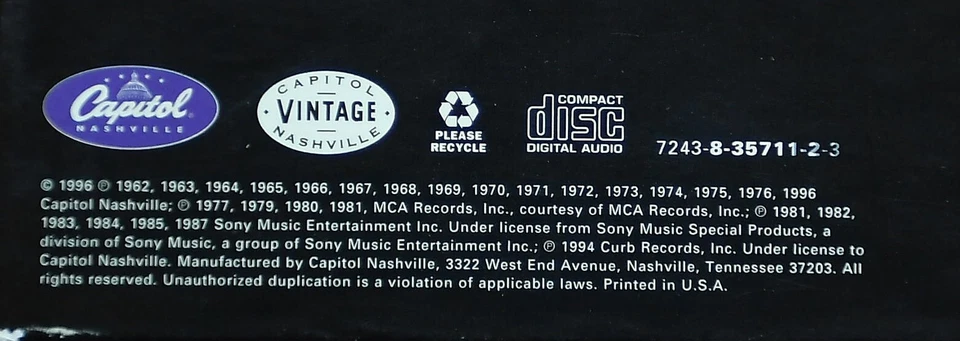 Capitol
NASHVILLE
CAPITOL
VINTAGE
NASHVILLE
PLEASE
RECYCLE
COMPACT
disc
DIGITAL AUDIO
7243-8-35711-2-3
© 1996 ℗ 1962, 1963, 1964, 1965, 1966, 1967, 1968, 1969, 1970, 1971, 1972, 1973, 1974, 1975, 1976, 1996
Capitol Nashville; ℗ 1977, 1979, 1980, 1981, MCA Records, Inc., courtesy of MCA Records, Inc.; ℗ 1981, 1982,
1983, 1984, 1985, 1987 Sony Music Entertainment Inc. Under license from Sony Music Special Products, a
division of Sony Music, a group of Sony Music Entertainment Inc.; ℗ 1994 Curb Records, Inc. Under license to
Capitol Nashville. Manufactured by Capitol Nashville, 3322 West End Avenue, Nashville, Tennessee 37203. All
rights reserved. Unauthorized duplication is a violation of applicable laws. Printed in U.S.A.